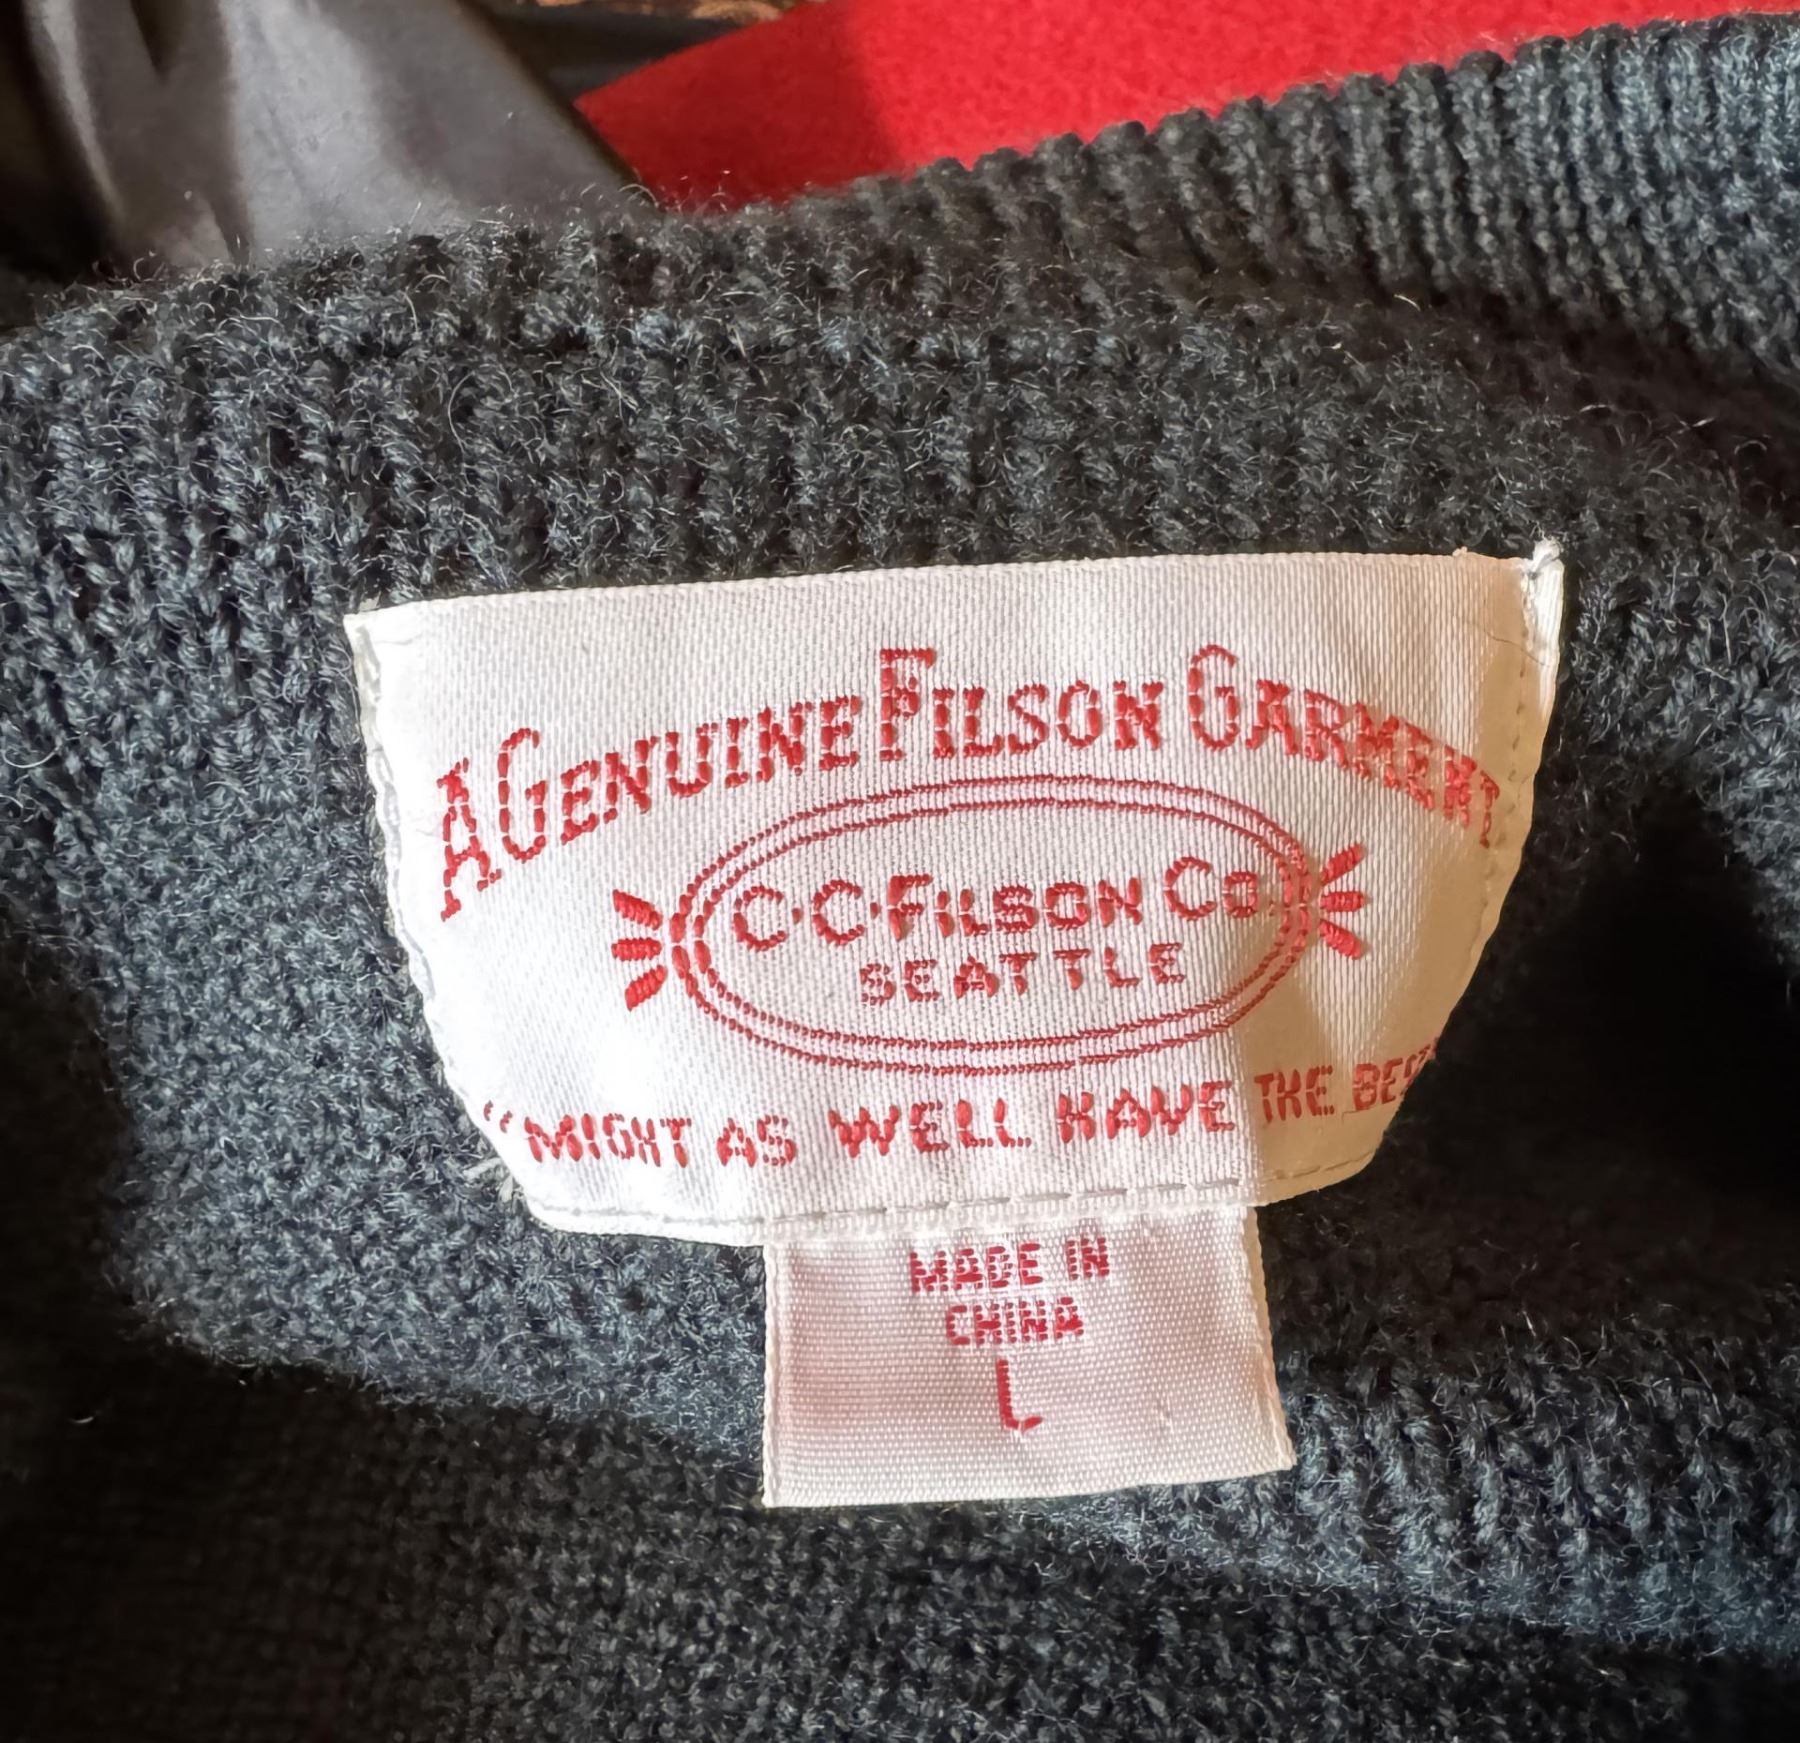 A GENUINE FILSON GARMENT
C·C·FILSON CO.
SEATTLE
"MIGHT AS WELL HAVE THE BEST
MADE IN
CHINA
L